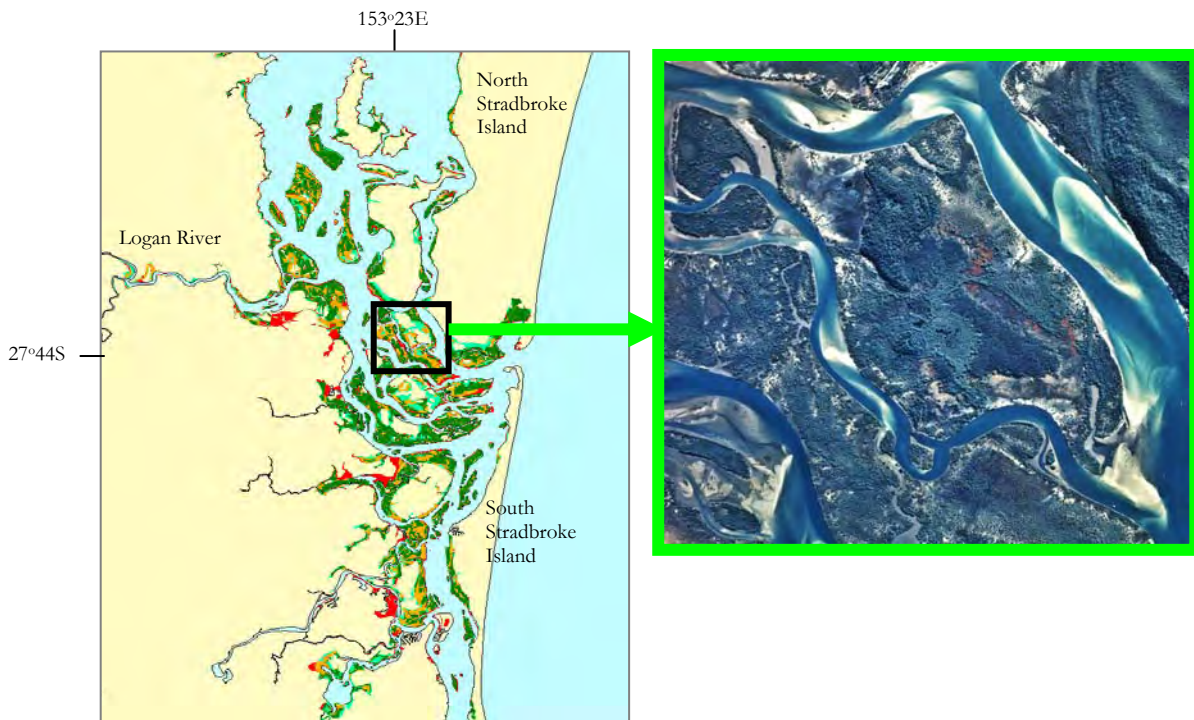 153°23E
North
Stradbroke
Island
Logan River
27°44S
South
Stradbroke
Island